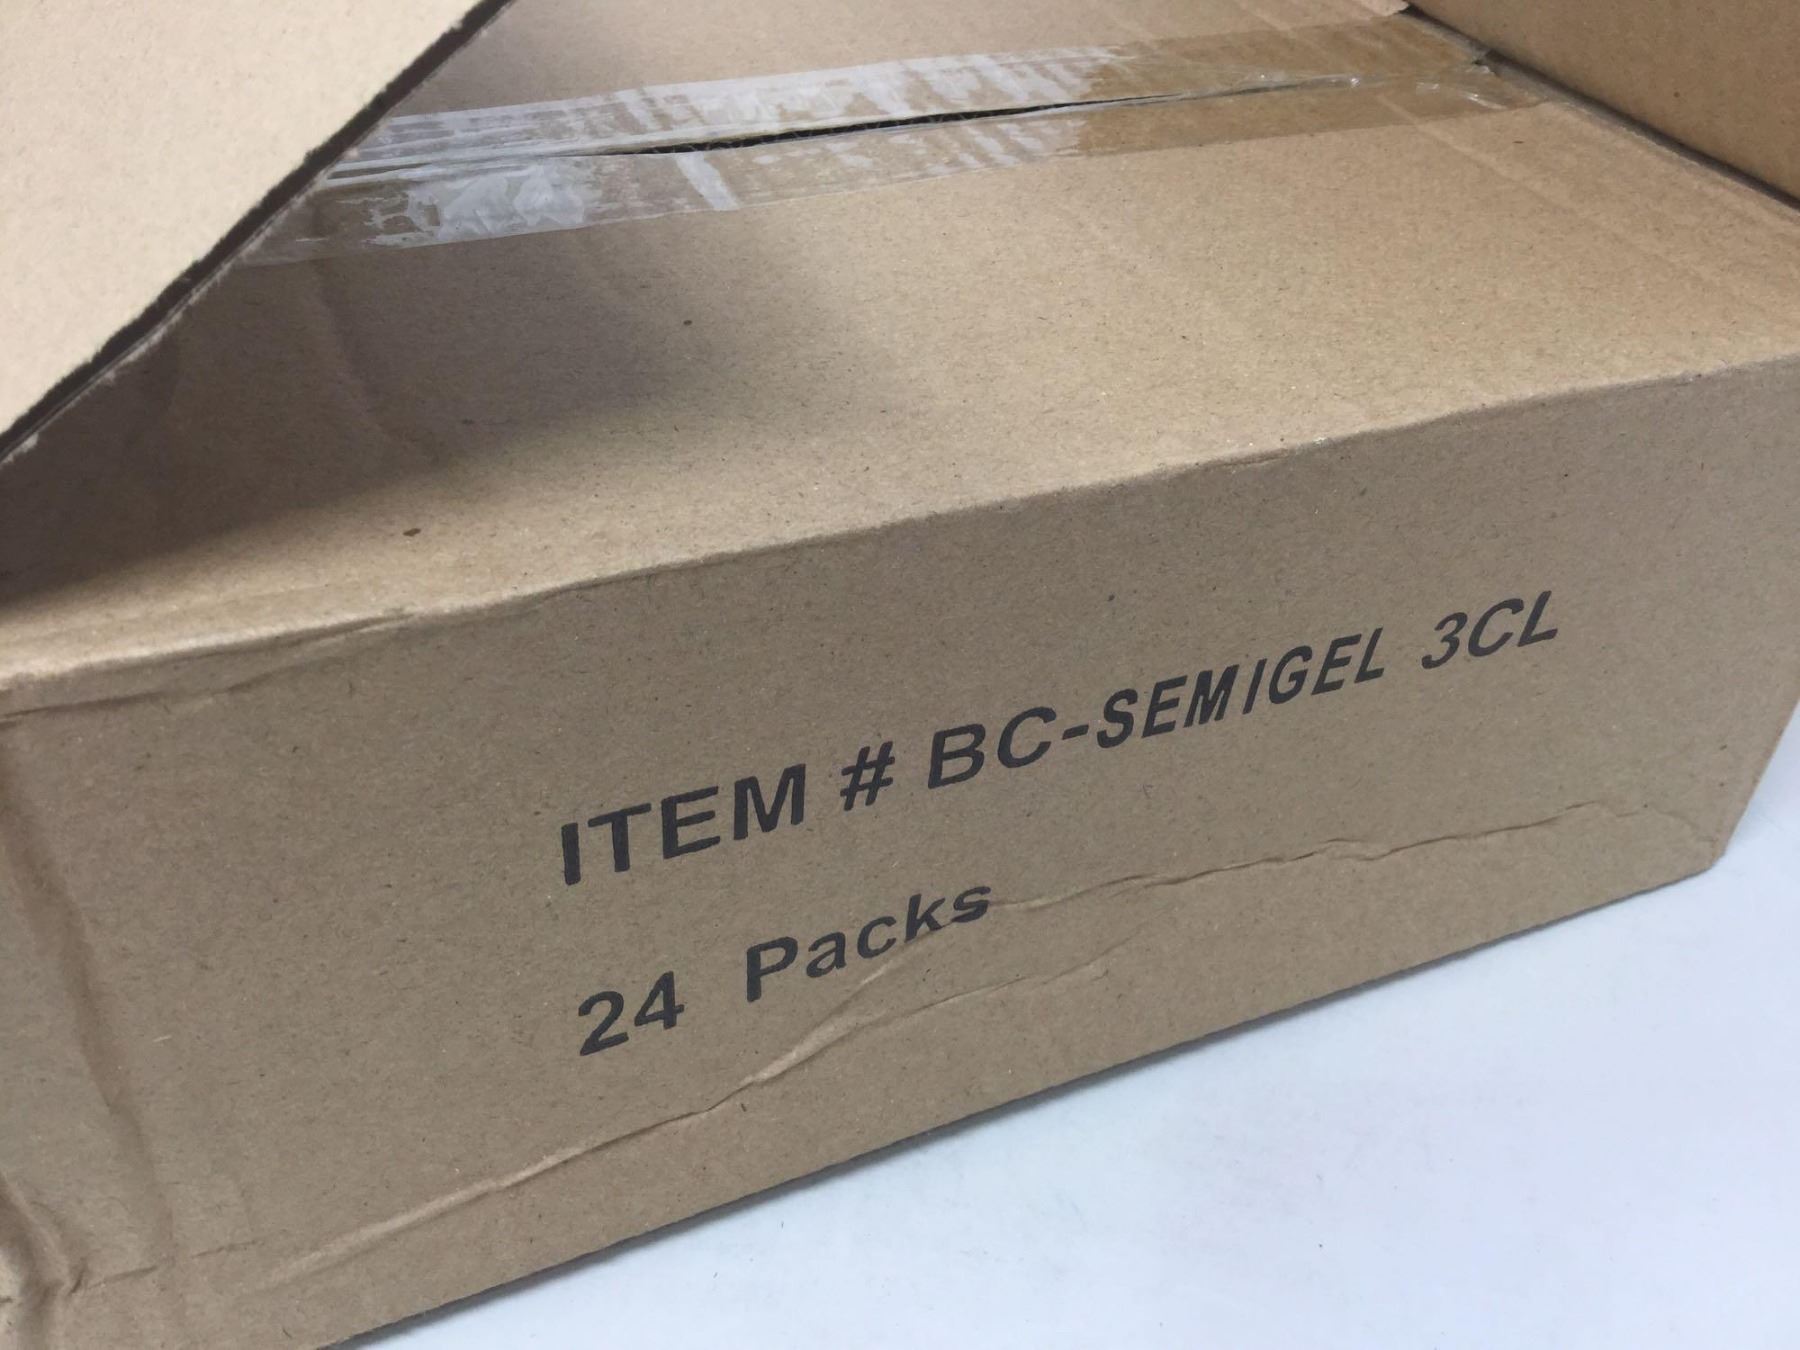 ITEM # BC-SEMIGEL 3CL
24 Packs